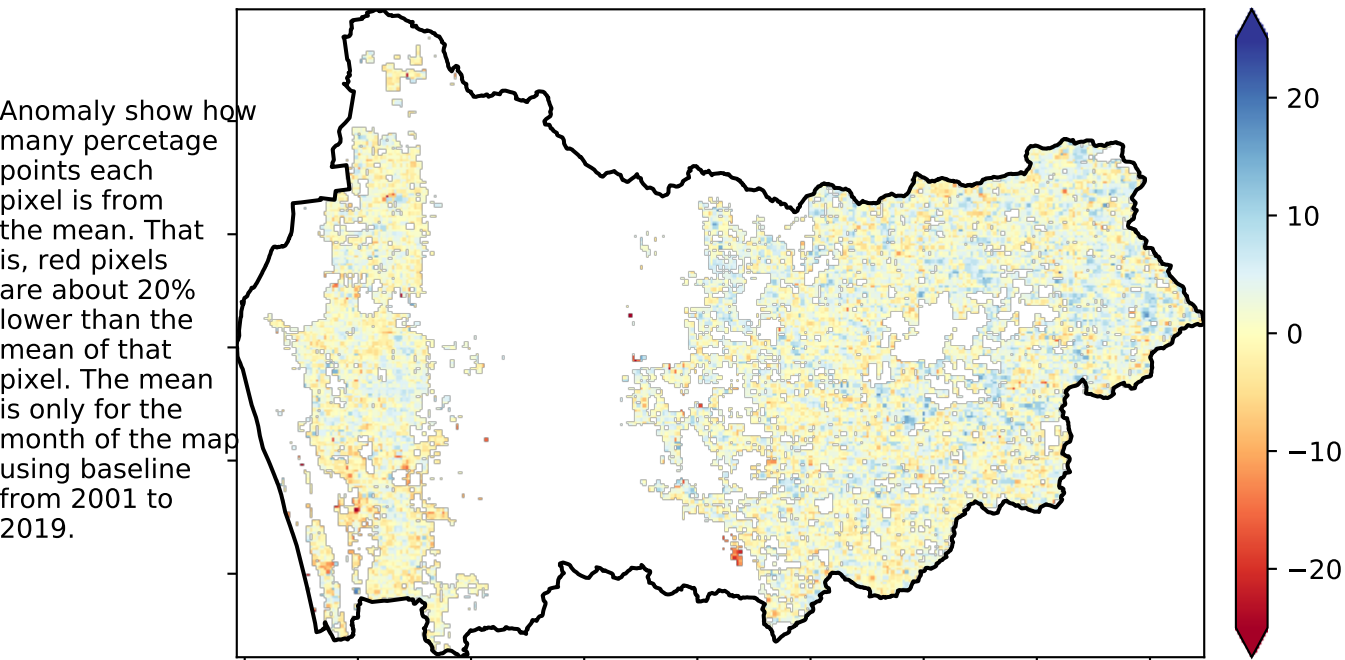 Anomaly show how
many percetage
points each
pixel is from
the mean. That
is, red pixels
are about 20%
lower than the
mean of that
pixel. The mean
is only for the
month of the map
using baseline
from 2001 to
2019.
20
10
0
−10
−20